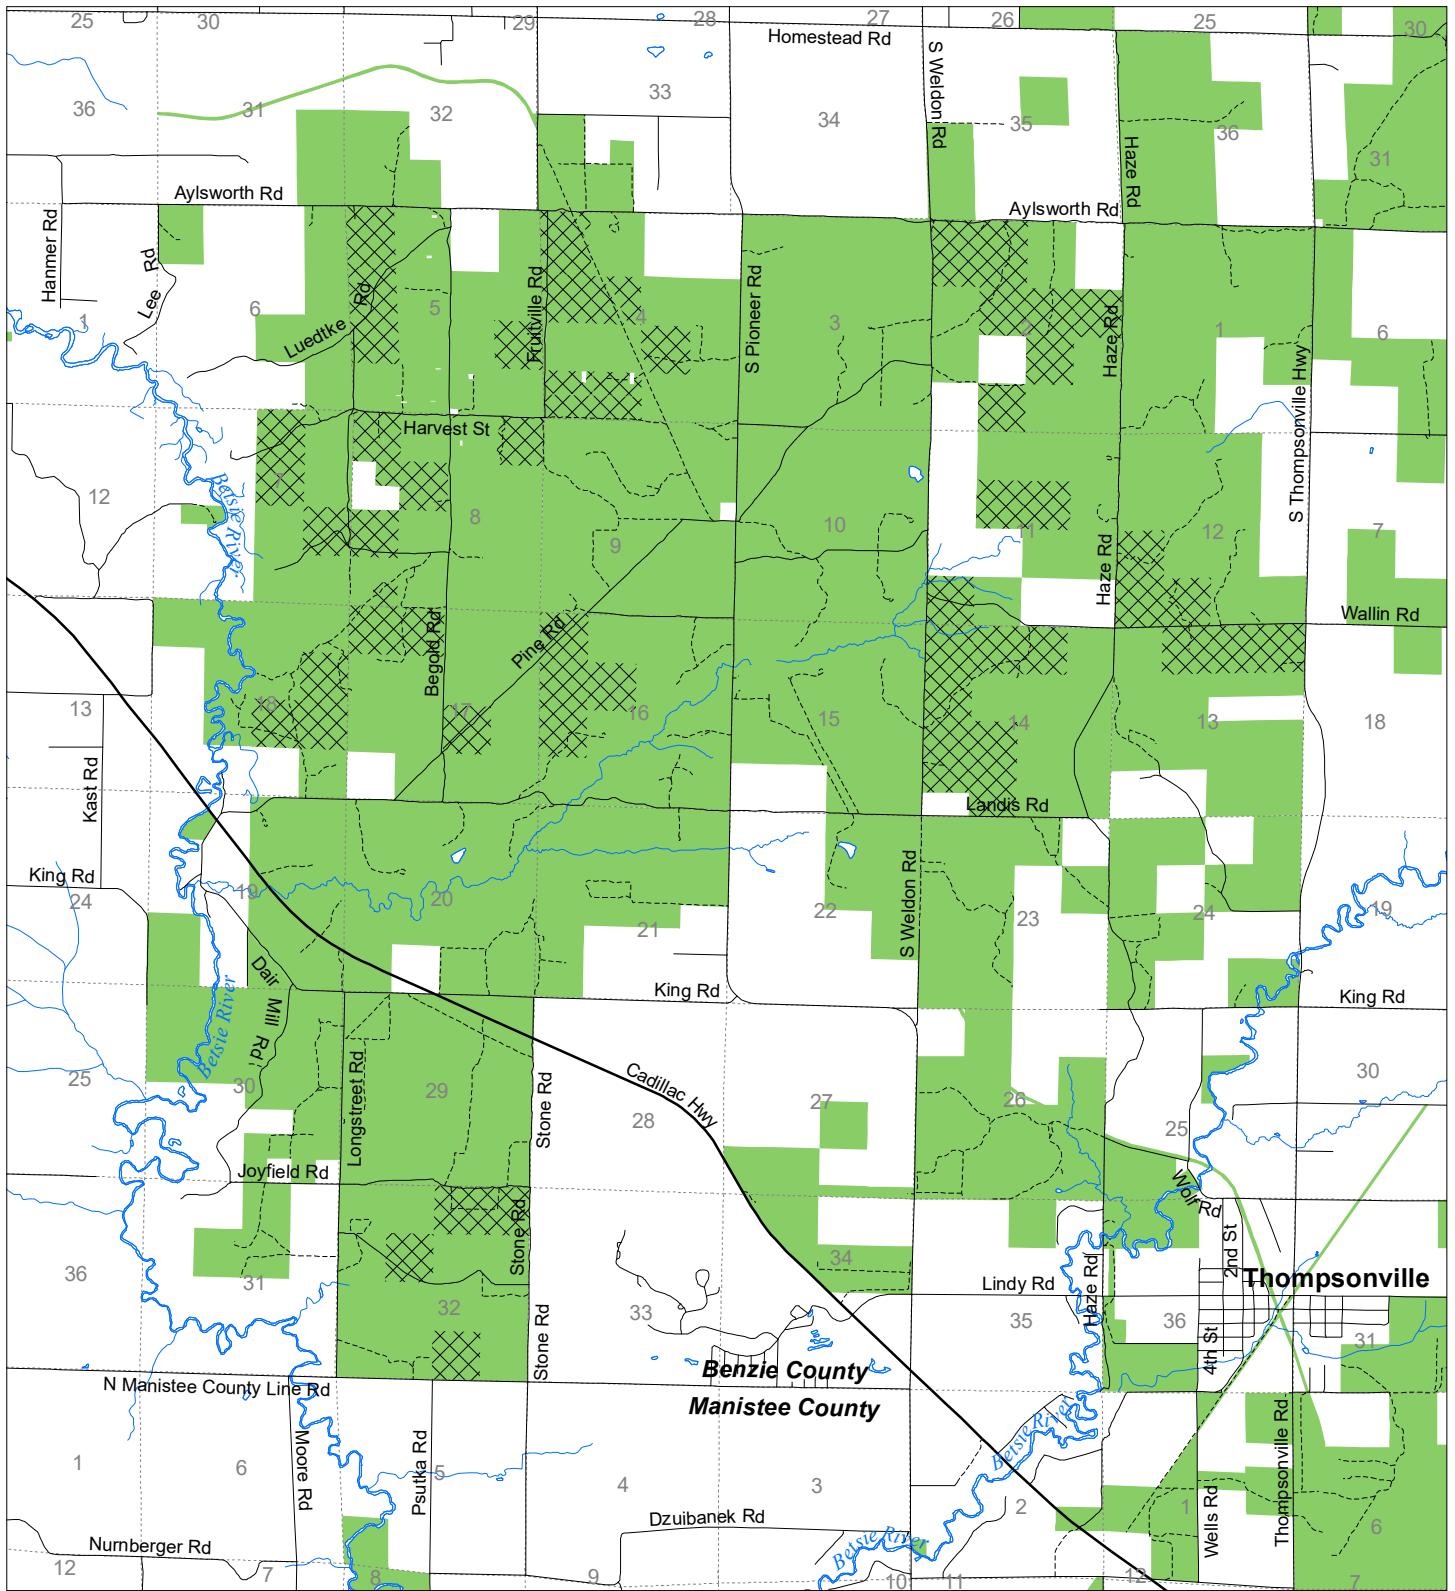 25
30
29
28
27
26
25
30
Homestead Rd
S Weldon Rd
36
31
32
33
34
35
36
31
Haze Rd
Aylsworth Rd
Aylsworth Rd
Hanmer Rd
Lee Rd
1
6
Luedtke Rd
5
Fruitville Rd
4
S Pioneer Rd
3
2
Haze Rd
1
S Thompsonville Hwy
6
Harvest St
12
7
Betsie River
8
9
10
11
Haze Rd
12
7
Wallin Rd
Begold Rd
Pine Rd
13
18
17
16
15
14
13
18
Kast Rd
Landis Rd
King Rd
24
19
20
21
22
S Weldon Rd
23
24
19
Dair Mill Rd
Betsie River
King Rd
King Rd
25
30
Longstreet Rd
29
Stone Rd
Cadillac Hwy
28
27
26
25
30
Joyfield Rd
Wolf Rd
2nd St
36
31
Stone Rd
34
Lindy Rd
Haze Rd
Thompsonville
32
Stone Rd
33
35
36
4th St
31
Benzie County
N Manistee County Line Rd
Manistee County
Betsie River
1
6
Moore Rd
Psutka Rd
5
4
3
2
1
Wells Rd
Thompsonville Rd
6
Dzuibanek Rd
Nurnberger Rd
Betsie River
12
7
8
9
10
11
12
7